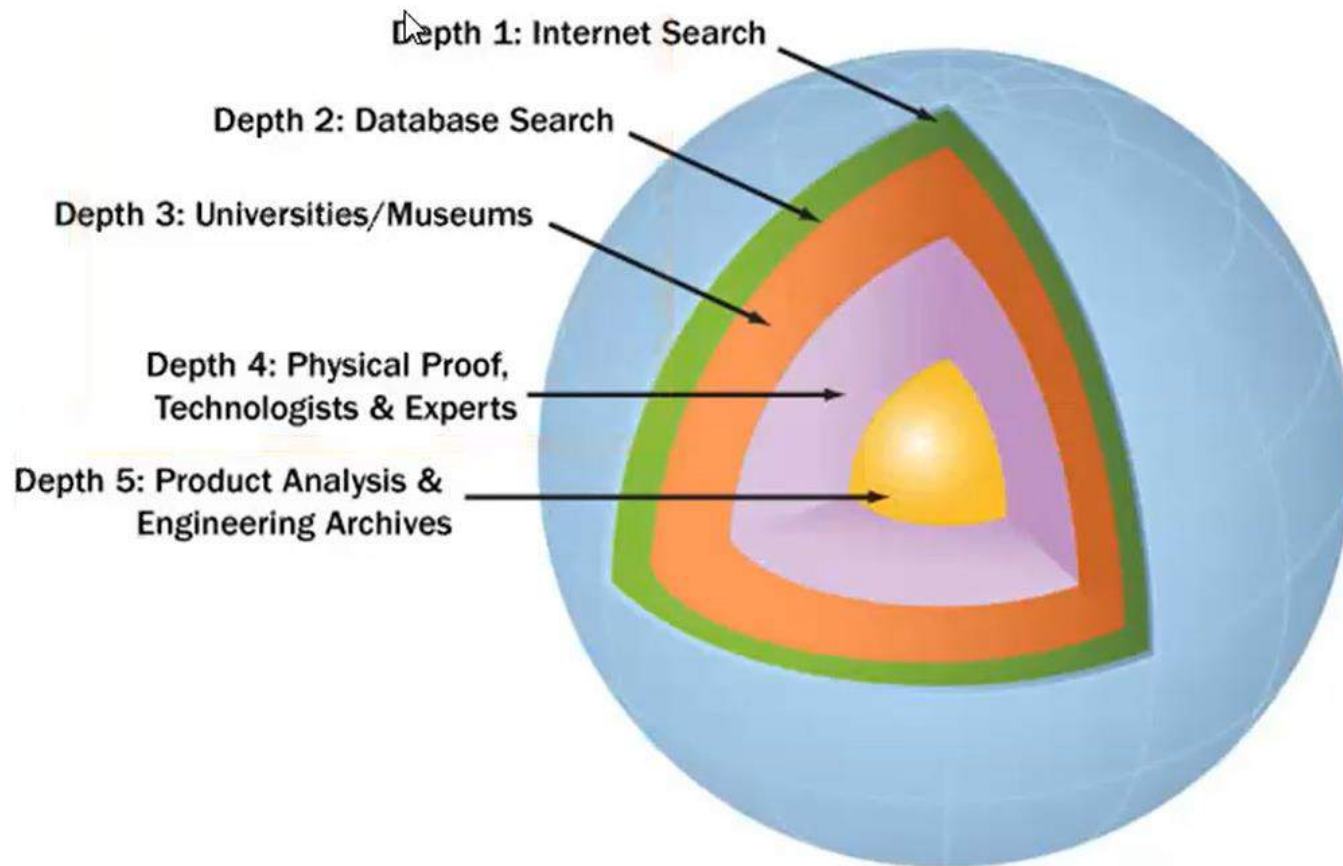 Depth 1: Internet Search
Depth 2: Database Search
Depth 3: Universities/Museums
Depth 4: Physical Proof,
Technologists & Experts
Depth 5: Product Analysis &
Engineering Archives